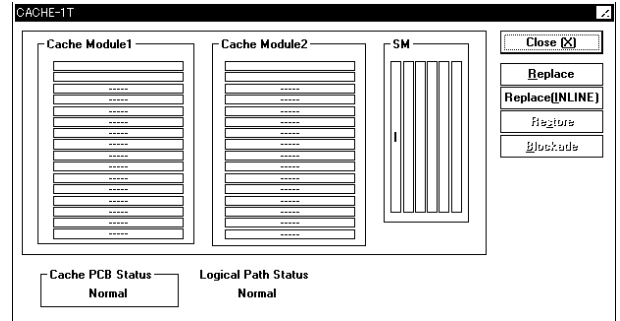 CACHE-1T
Cache Module1
-----
-----
-----
-----
-----
-----
-----
-----
-----
-----
-----
-----
-----
-----
Cache Module2
-----
-----
-----
-----
-----
-----
-----
-----
-----
-----
-----
-----
-----
-----
SM
Close (X)
Replace
Replace(INLINE)
Restore
Blockade
Cache PCB Status
Normal
Logical Path Status
Normal